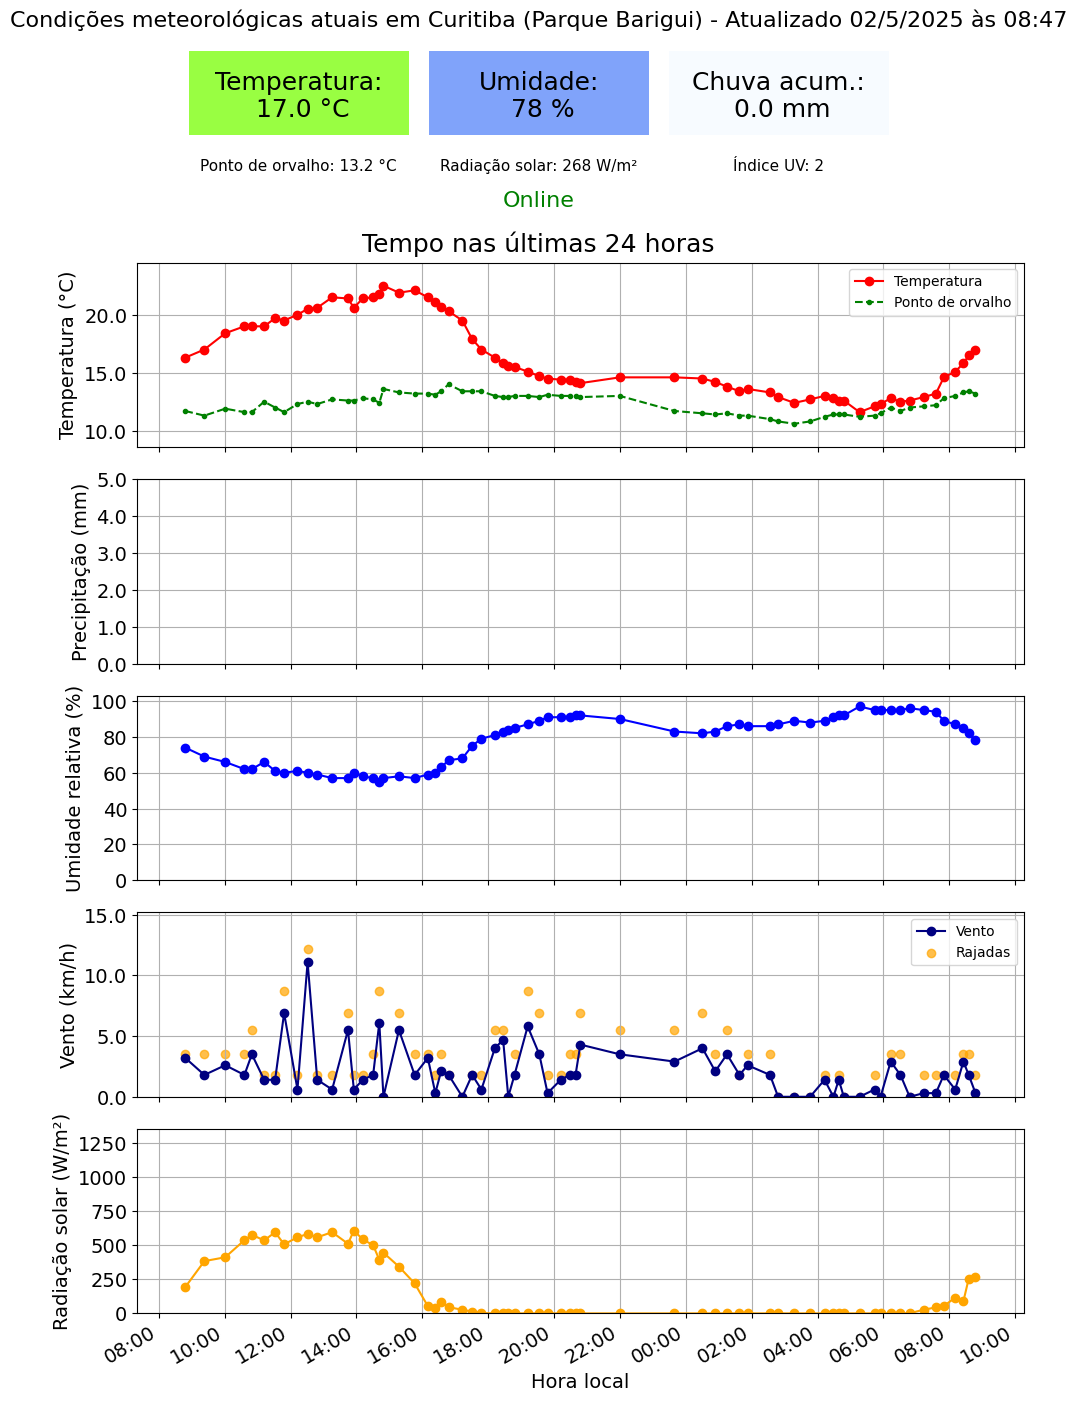 Condições meteorológicas atuais em Curitiba (Parque Barigui) - Atualizado 02/5/2025 às 08:47
Temperatura:
17.0 °C
Umidade:
78 %
Chuva acum.:
0.0 mm
Ponto de orvalho: 13.2 °C
Radiação solar: 268 W/m²
Índice UV: 2
Online
Tempo nas últimas 24 horas
Temperatura (°C)
20.0
15.0
10.0
Temperatura
Ponto de orvalho
Precipitação (mm)
5.0
4.0
3.0
2.0
1.0
0.0
Umidade relativa (%)
100
80
60
40
20
0
Vento (km/h)
15.0
10.0
5.0
0.0
Vento
Rajadas
Radiação solar (W/m²)
1250
1000
750
500
250
0
08:00
10:00
12:00
14:00
16:00
18:00
20:00
22:00
00:00
02:00
04:00
06:00
08:00
10:00
Hora local